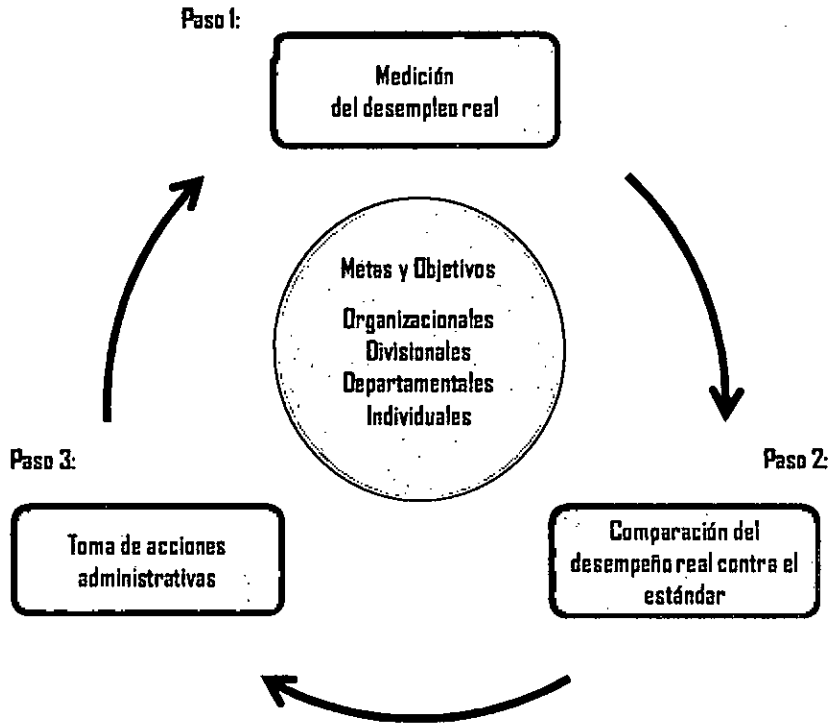 Paso 1:
Medición
del desempleo real
Metas y Objetivos
Organizacionales
Divisionales
Departamentales
Individuales
Paso 3:
Paso 2:
Toma de acciones
administrativas
Comparación del
desempeño real contra el
estándar